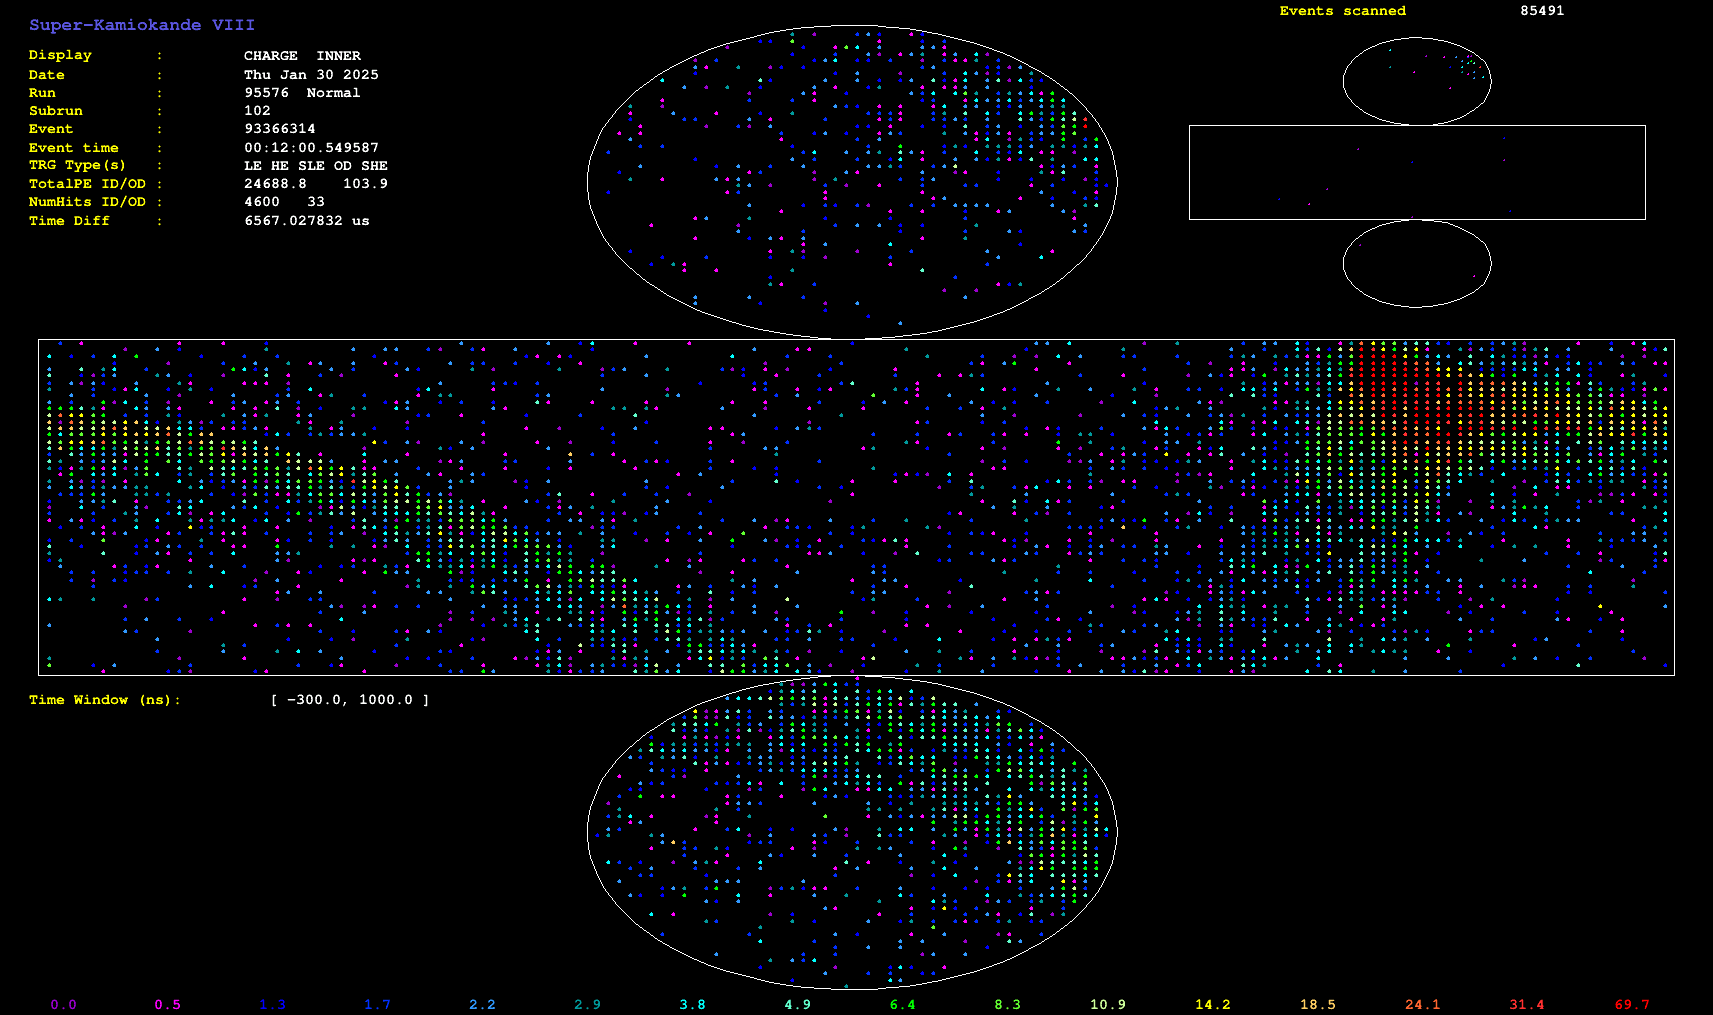 Super-Kamiokande VIII
Events scanned 85491
Display : CHARGE INNER
Date : Thu Jan 30 2025
Run : 95576 Normal
Subrun : 102
Event : 93366314
Event time : 00:12:00.549587
TRG Type(s) : LE HE SLE OD SHE
TotalPE ID/OD : 24688.8 103.9
NumHits ID/OD : 4600 33
Time Diff : 6567.027832 us
Time Window (ns): [ -300.0, 1000.0 ]
0.0 0.5 1.3 1.7 2.2 2.9 3.8 4.9 6.4 8.3 10.9 14.2 18.5 24.1 31.4 69.7